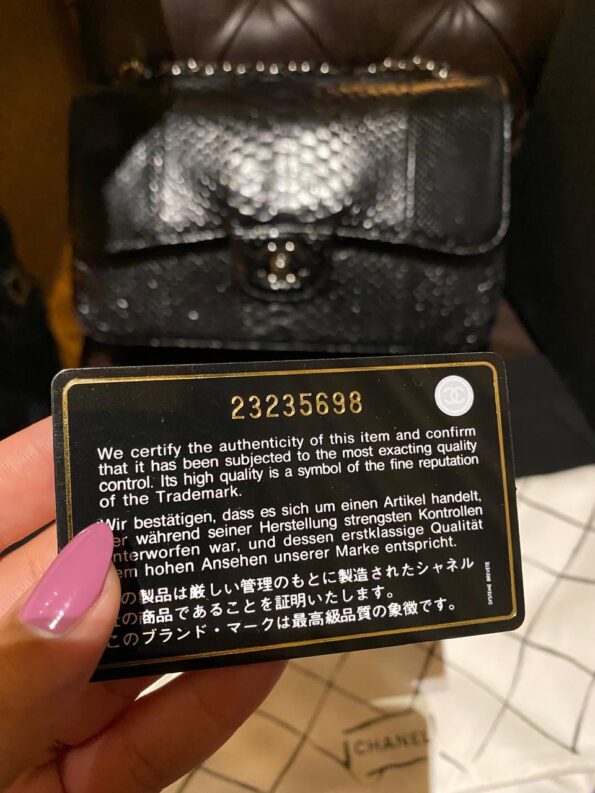 23235698
We certify the authenticity of this item and confirm
that it has been subjected to the most exacting quality
control. Its high quality is a symbol of the fine reputation
of the Trademark.
Wir bestätigen, dass es sich um einen Artikel handelt,
der während seiner Herstellung strengsten Kontrollen
unterworfen war, und dessen erstklassige Qualität
dem hohen Ansehen unserer Marke entspricht.
の製品は厳しい管理のもとに製造されたシャネル
の商品であることを証明いたします。
このブランド・マークは最高級品質の象徴です。
SYSTEME BREVETE
CHANEL